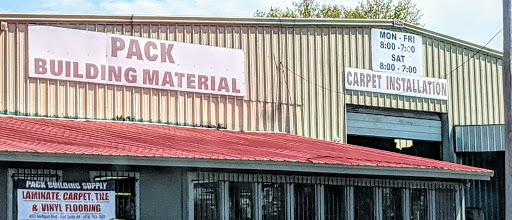 PACK
BUILDING MATERIAL
MON - FRI
8:00 -7:00
SAT
8:00 - 7:00
CARPET INSTALLATION
PACK BUILDING SUPPLY
LAMINATE, CARPET, TILE
& VINYL FLOORING